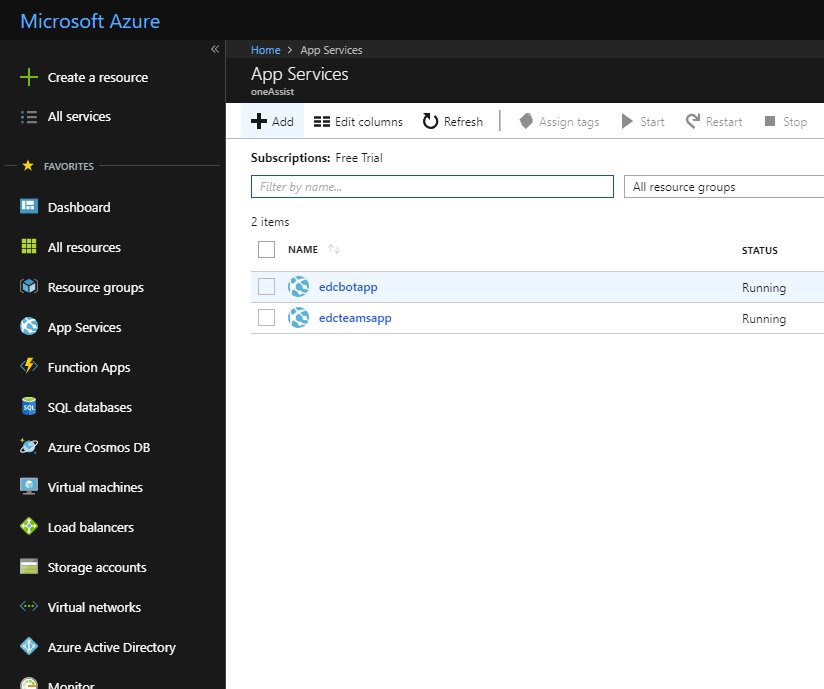 Microsoft Azure
«
Create a resource
All services
FAVORITES
Dashboard
All resources
Resource groups
App Services
Function Apps
SQL databases
Azure Cosmos DB
Virtual machines
Load balancers
Storage accounts
Virtual networks
Azure Active Directory
Monitor
Home > App Services
App Services
oneAssist
Add Edit columns Refresh Assign tags Start Restart Stop
Subscriptions: Free Trial
Filter by name... All resource groups
2 items
NAME STATUS
edcbotapp Running
edcteamsapp Running